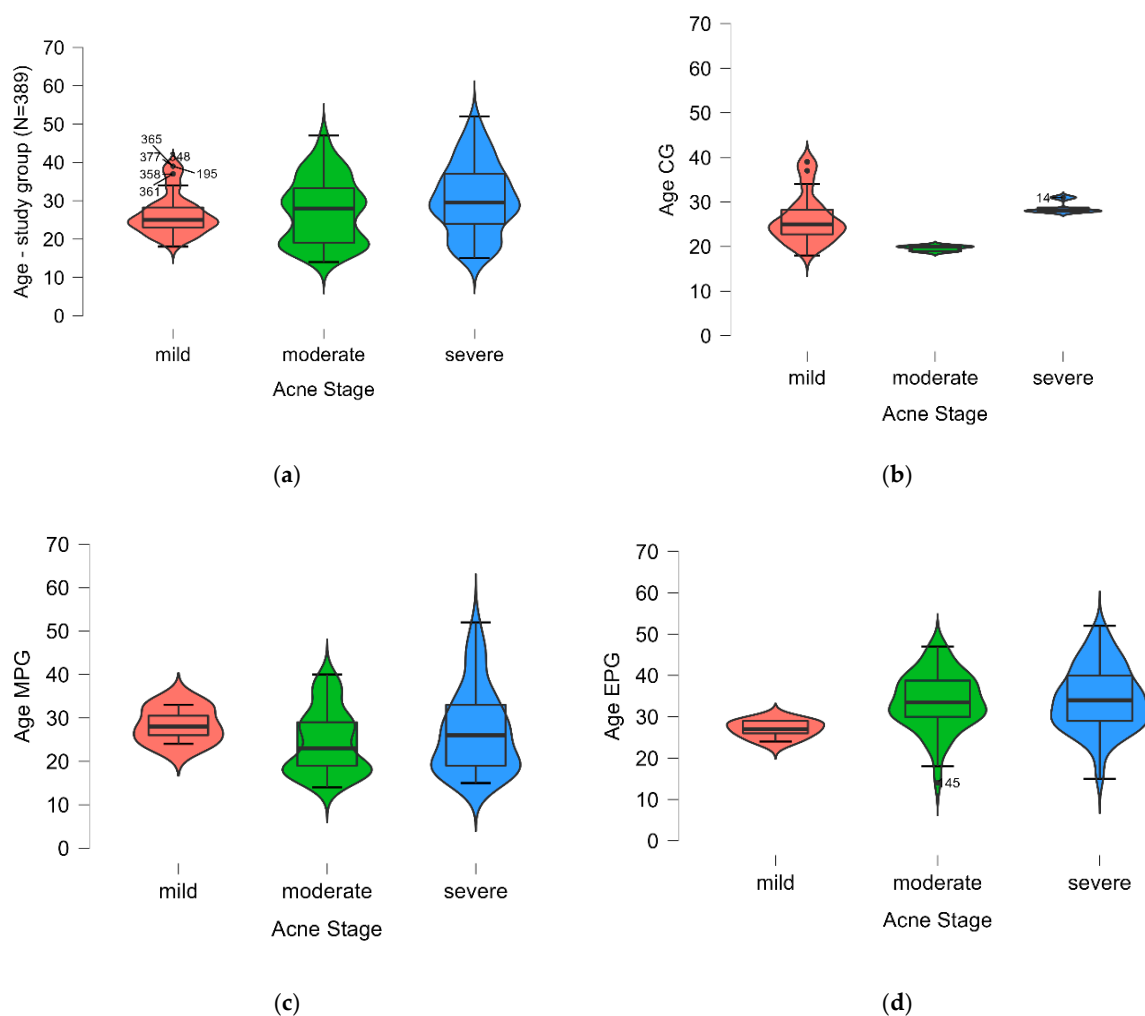 Age - study group (N=389)
70
60
50
40
30
20
10
0
365
377 348
358 195
361
mild moderate severe
Acne Stage
(a)
Age CG
70
60
50
40
30
20
10
0
14
mild moderate severe
Acne Stage
(b)
Age MPG
70
60
50
40
30
20
10
0
mild moderate severe
Acne Stage
(c)
Age EPG
70
60
50
40
30
20
10
0
145
mild moderate severe
Acne Stage
(d)